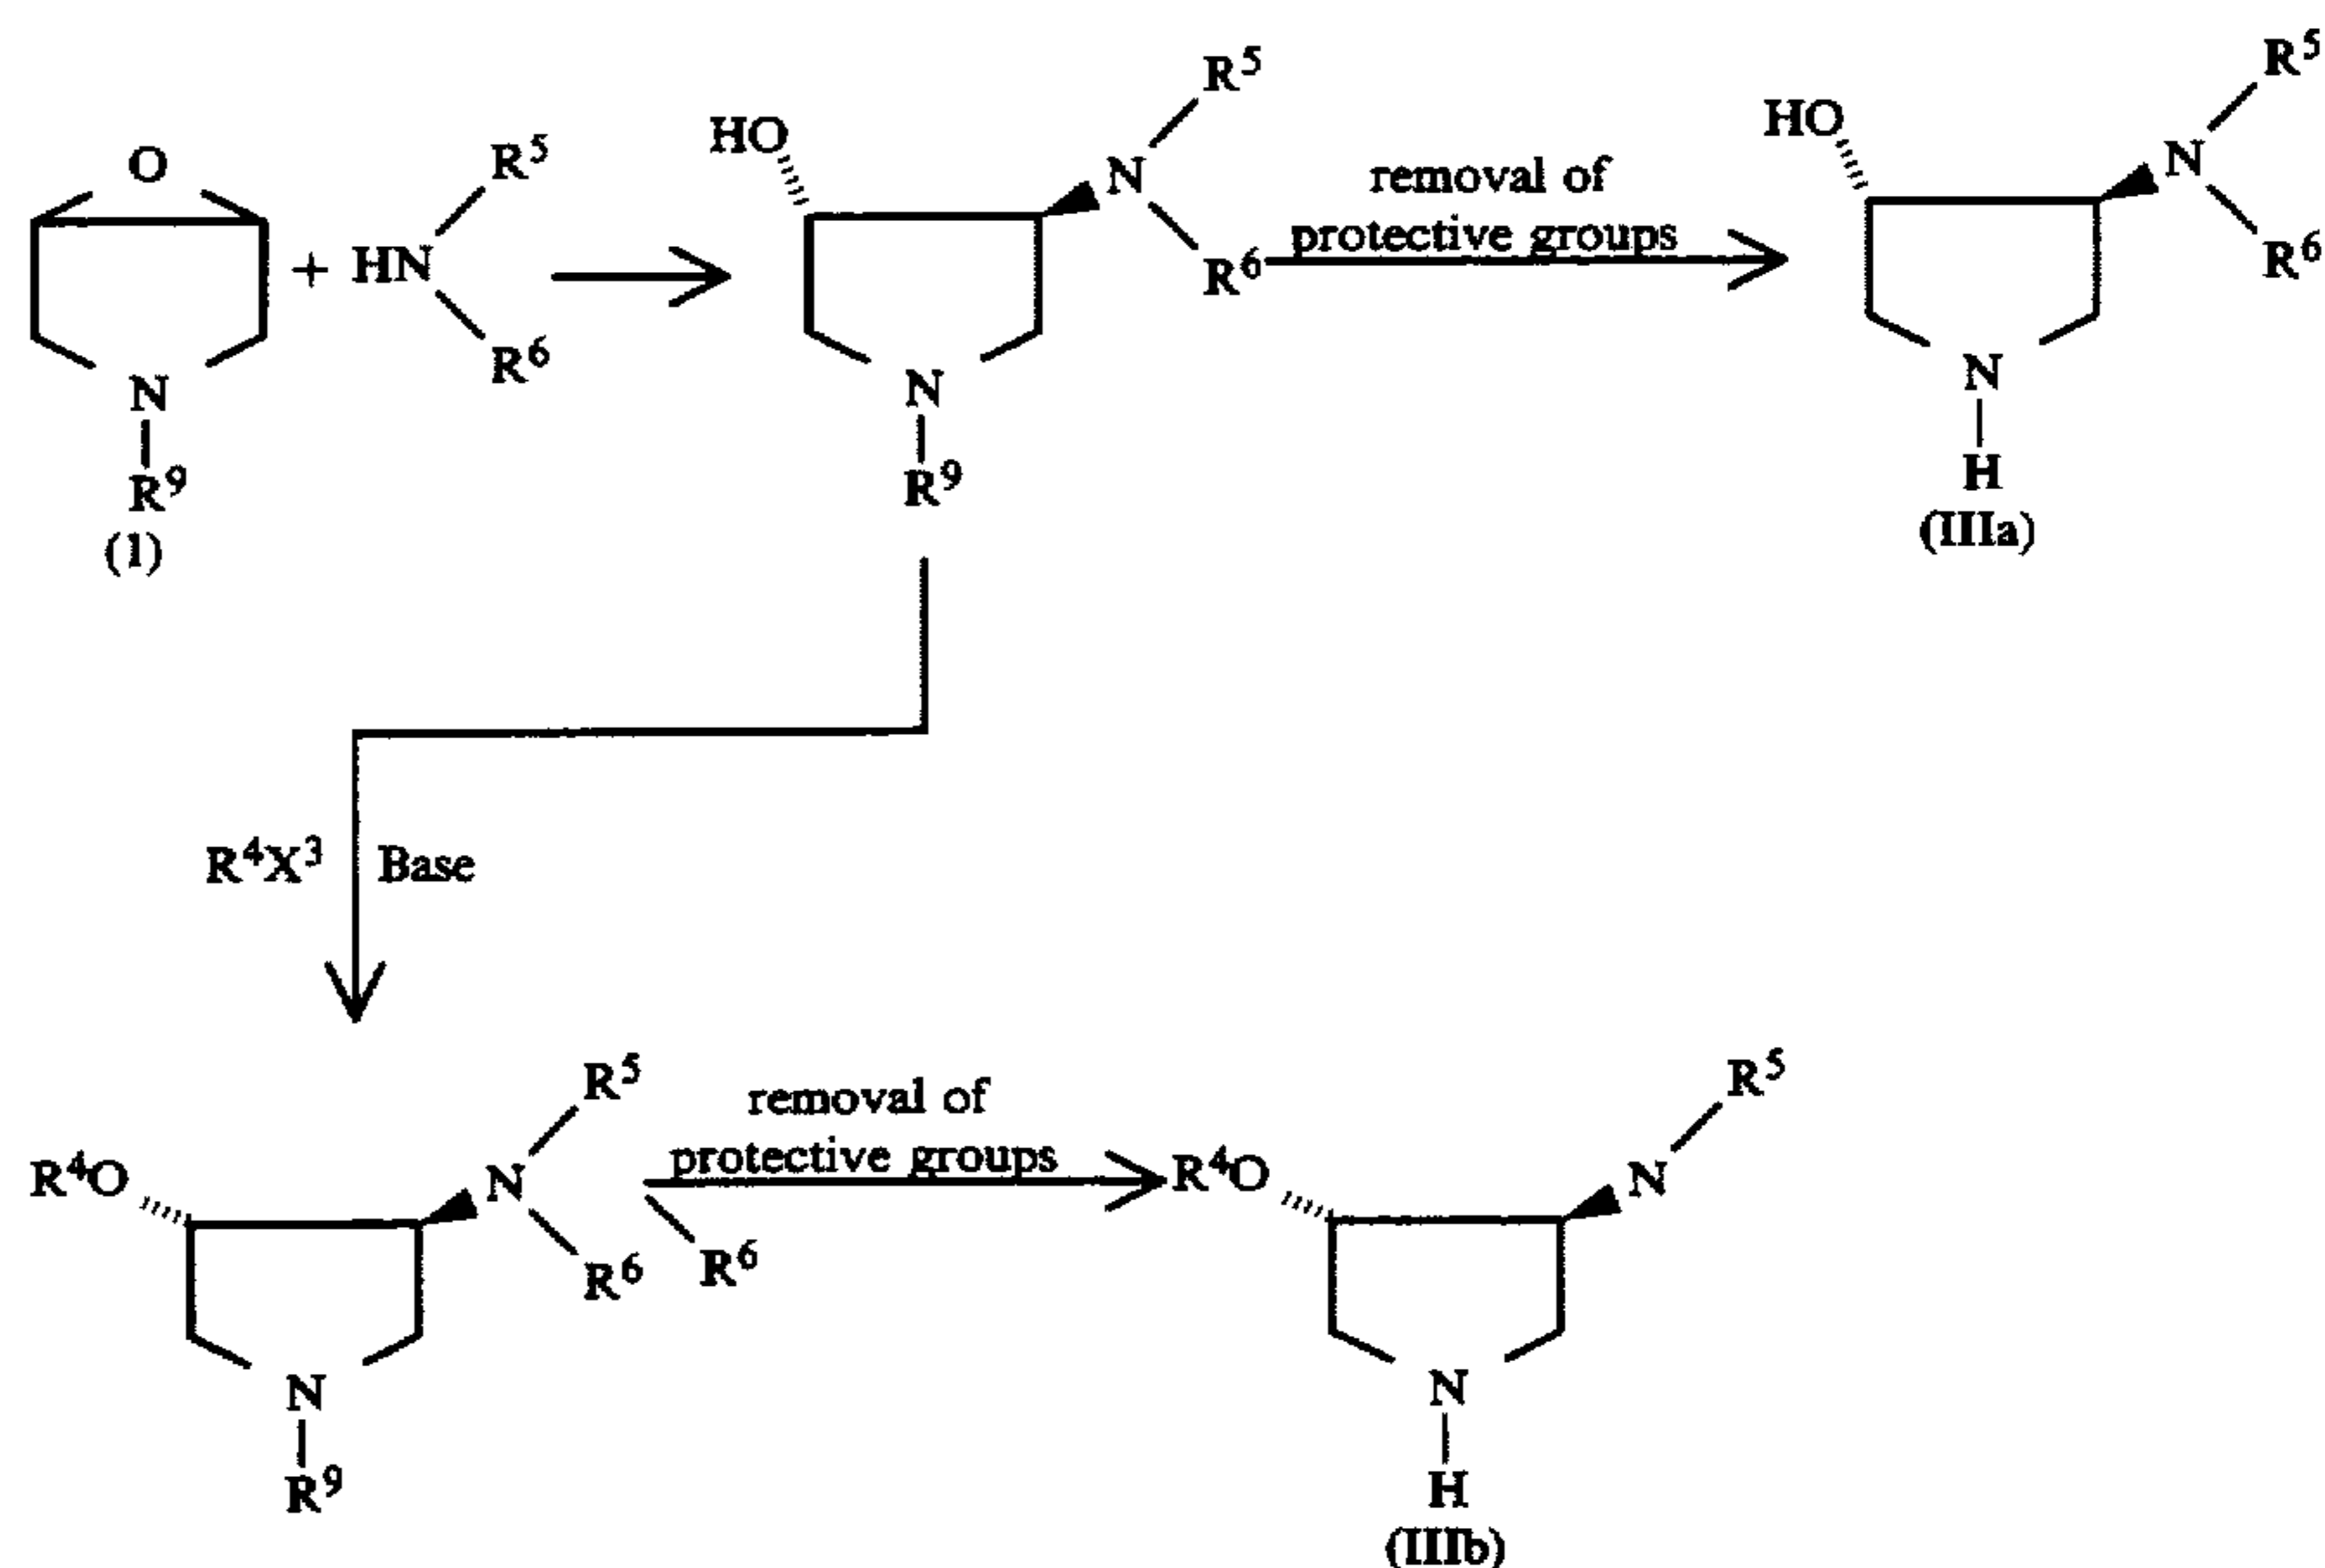 O
+ HN
R⁵
R⁶
N
R⁹
(I)
HO
N
R⁵
R⁶
N
R⁹
removal of
protective groups
HO
N
R⁵
R⁶
N
H
(IIIa)
R⁴X³ Base
R⁴O
N
R⁵
R⁶
N
R⁹
removal of
protective groups
R⁶
R⁴O
N
R⁵
N
H
(IIIb)